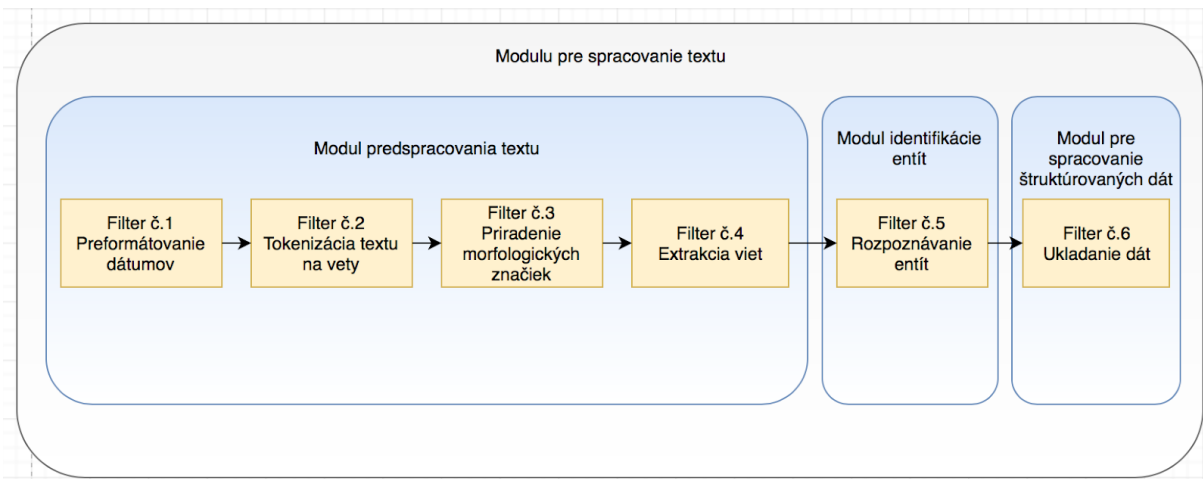 Modulu pre spracovanie textu
Modul predspracovania textu
Filter č.1
Preformátovanie
dátumov
Filter č.2
Tokenizácia textu
na vety
Filter č.3
Priradenie
morfologických
značiek
Filter č.4
Extrakcia viet
Modul identifikácie
entít
Filter č.5
Rozpoznávanie
entít
Modul pre
spracovanie
štruktúrovaných dát
Filter č.6
Ukladanie dát